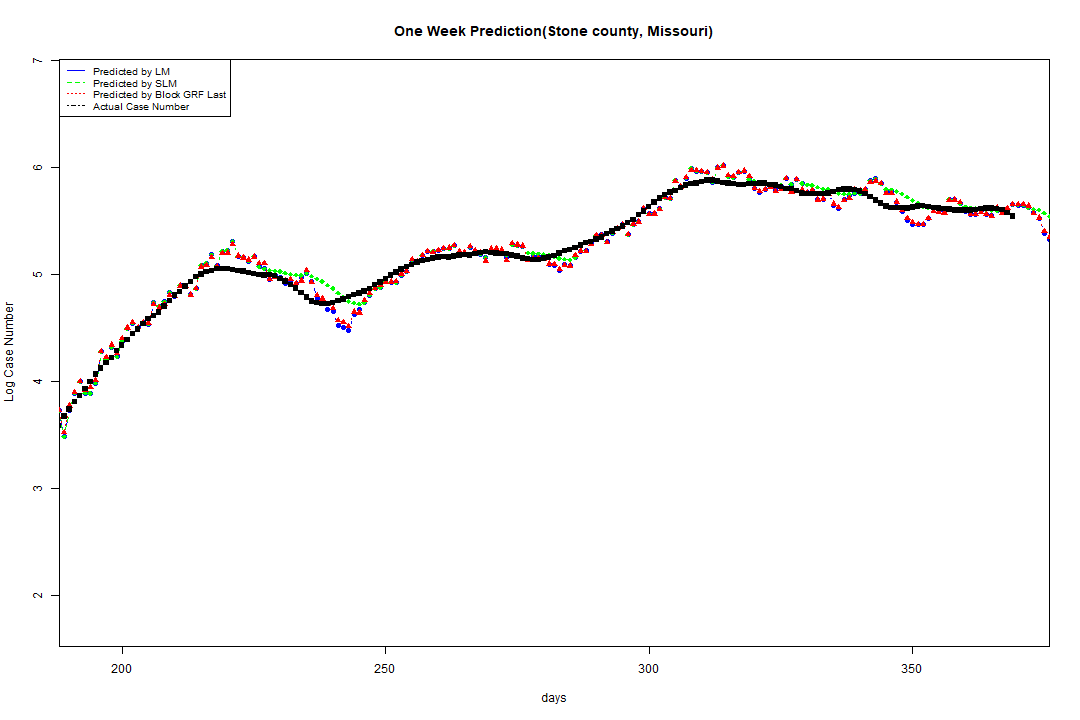 One Week Prediction(Stone county, Missouri)
Predicted by LM
Predicted by SLM
Predicted by Block GRF Last
Actual Case Number
7
6
5
4
3
2
Log Case Number
200
250
300
350
days